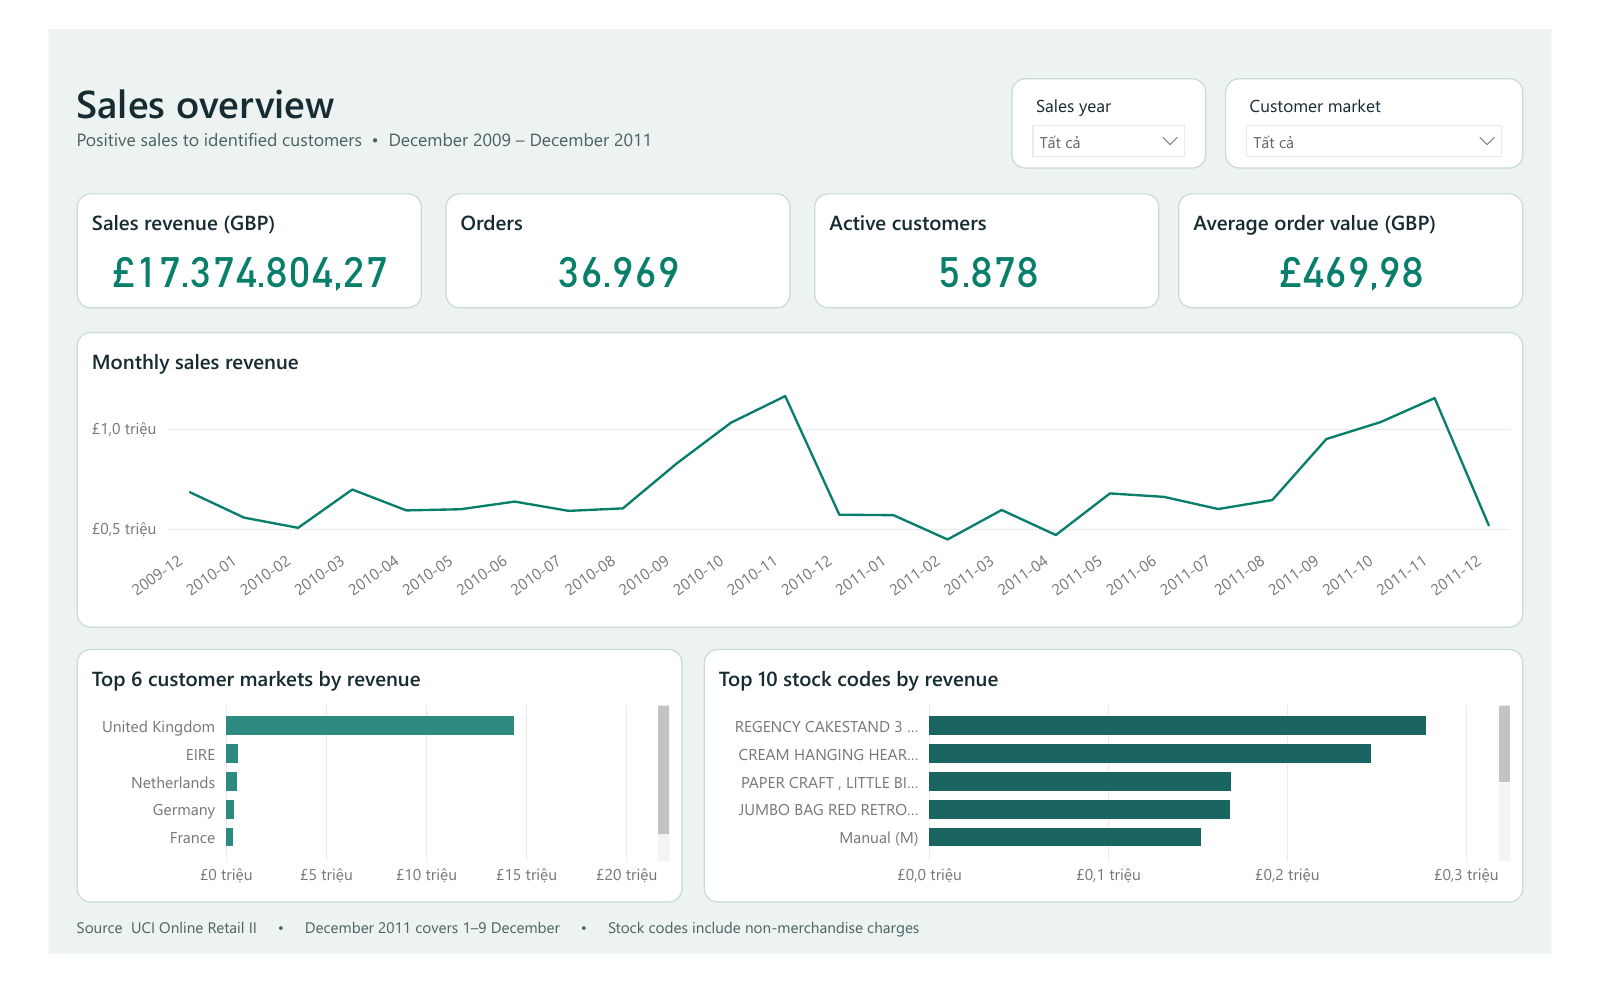 Sales overview
Positive sales to identified customers • December 2009 – December 2011
Sales year
Tất cả
Customer market
Tất cả
Sales revenue (GBP)
£17.374.804,27
Orders
36.969
Active customers
5.878
Average order value (GBP)
£469,98
Monthly sales revenue
£1,0 triệu
£0,5 triệu
2009-12 2010-01 2010-02 2010-03 2010-04 2010-05 2010-06 2010-07 2010-08 2010-09 2010-10 2010-11 2010-12 2011-01 2011-02 2011-03 2011-04 2011-05 2011-06 2011-07 2011-08 2011-09 2011-10 2011-11 2011-12
Top 6 customer markets by revenue
United Kingdom
EIRE
Netherlands
Germany
France
£0 triệu £5 triệu £10 triệu £15 triệu £20 triệu
Top 10 stock codes by revenue
REGENCY CAKESTAND 3 ...
CREAM HANGING HEAR...
PAPER CRAFT , LITTLE BI...
JUMBO BAG RED RETRO...
Manual (M)
£0,0 triệu £0,1 triệu £0,2 triệu £0,3 triệu
Source UCI Online Retail II • December 2011 covers 1–9 December • Stock codes include non-merchandise charges